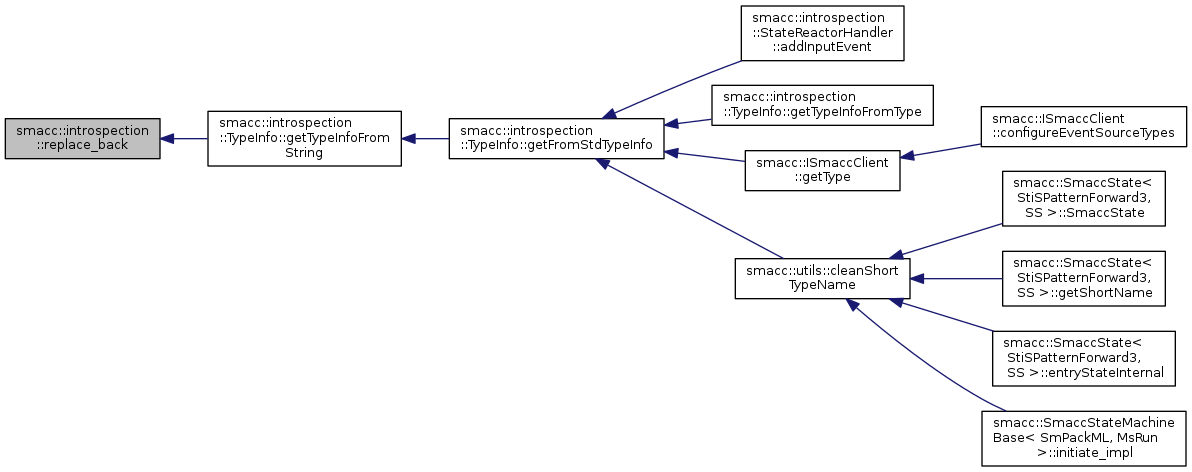 smacc::introspection
::replace_back
smacc::introspection
::TypeInfo::getTypeInfoFrom
String
smacc::introspection
::TypeInfo::getFromStdTypeInfo
smacc::introspection
::StateReactorHandler
::addInputEvent
smacc::introspection
::TypeInfo::getTypeInfoFromType
smacc::ISmaccClient
::getType
smacc::ISmaccClient
::configureEventSourceTypes
smacc::utils::cleanShort
TypeName
smacc::SmaccState<
StiSPatternForward3,
SS >::SmaccState
smacc::SmaccState<
StiSPatternForward3,
SS >::getShortName
smacc::SmaccState<
StiSPatternForward3,
SS >::entryStateInternal
smacc::SmaccStateMachine
Base< SmPackML, MsRun
>::initiate_impl